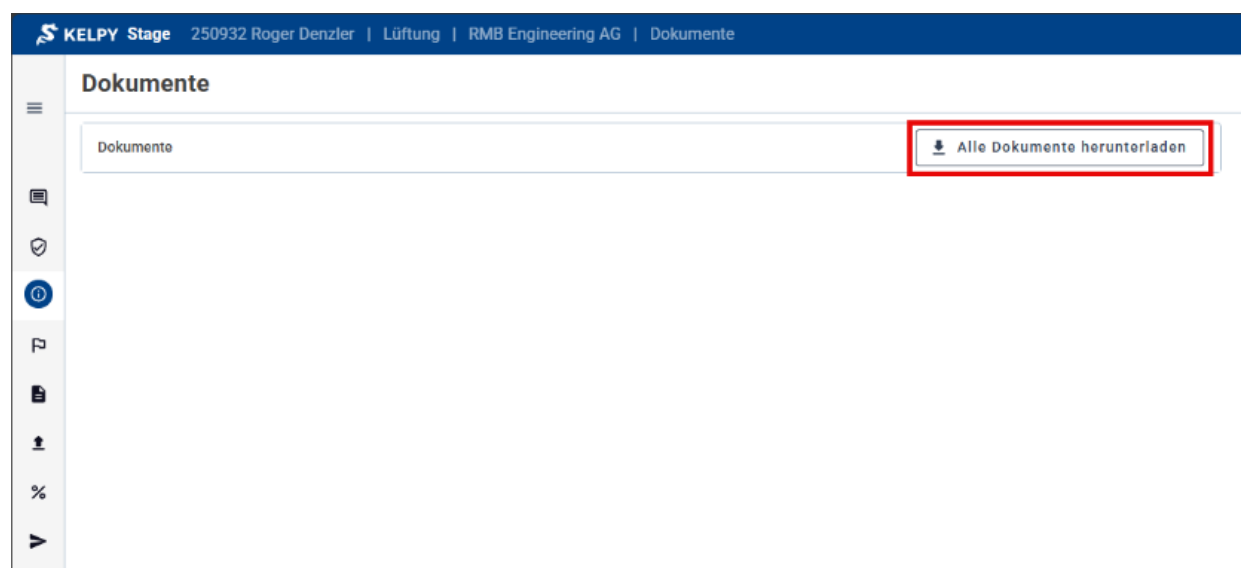 KELPY Stage 250932 Roger Denzler | Lüftung | RMB Engineering AG | Dokumente
Dokumente
Dokumente
Alle Dokumente herunterladen